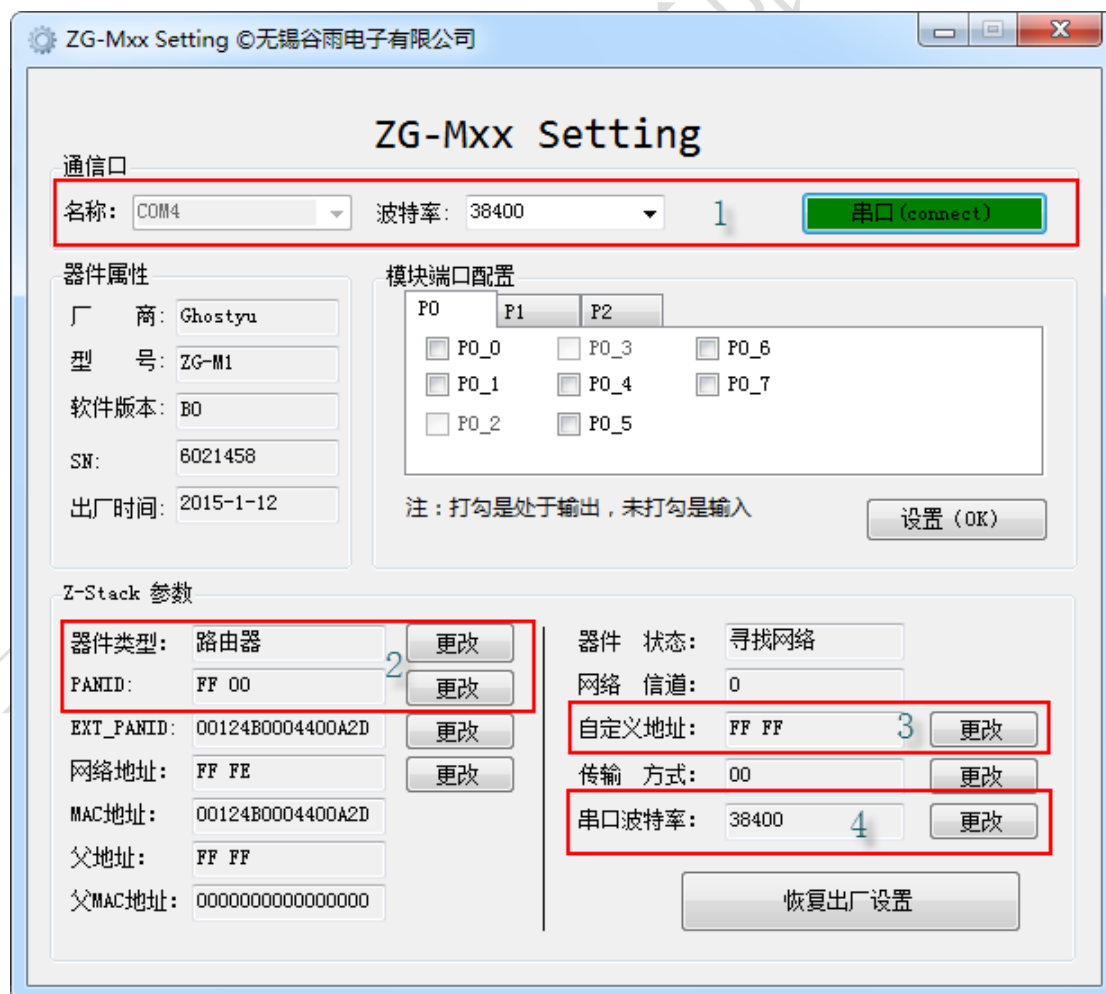 ZG-Mxx Setting ©无锡谷雨电子有限公司
ZG-Mxx Setting
通信口
名称: COM4 波特率: 38400 1 串口(connect)
器件属性
厂 商: Ghostyu
型 号: ZG-M1
软件版本: B0
SN: 6021458
出厂时间: 2015-1-12
模块端口配置
P0 P1 P2
P0_0 P0_3 P0_6
P0_1 P0_4 P0_7
P0_2 P0_5
注：打勾是处于输出，未打勾是输入
设置 (OK)
Z-Stack 参数
器件类型: 路由器 更改
2
PANID: FF 00 更改
EXT_PANID: 00124B0004400A2D 更改
网络地址: FF FE 更改
MAC地址: 00124B0004400A2D
父地址: FF FF
父MAC地址: 0000000000000000
器件 状态: 寻找网络
网络 信道: 0
自定义地址: FF FF 3 更改
传输 方式: 00 更改
串口波特率: 38400 4 更改
恢复出厂设置